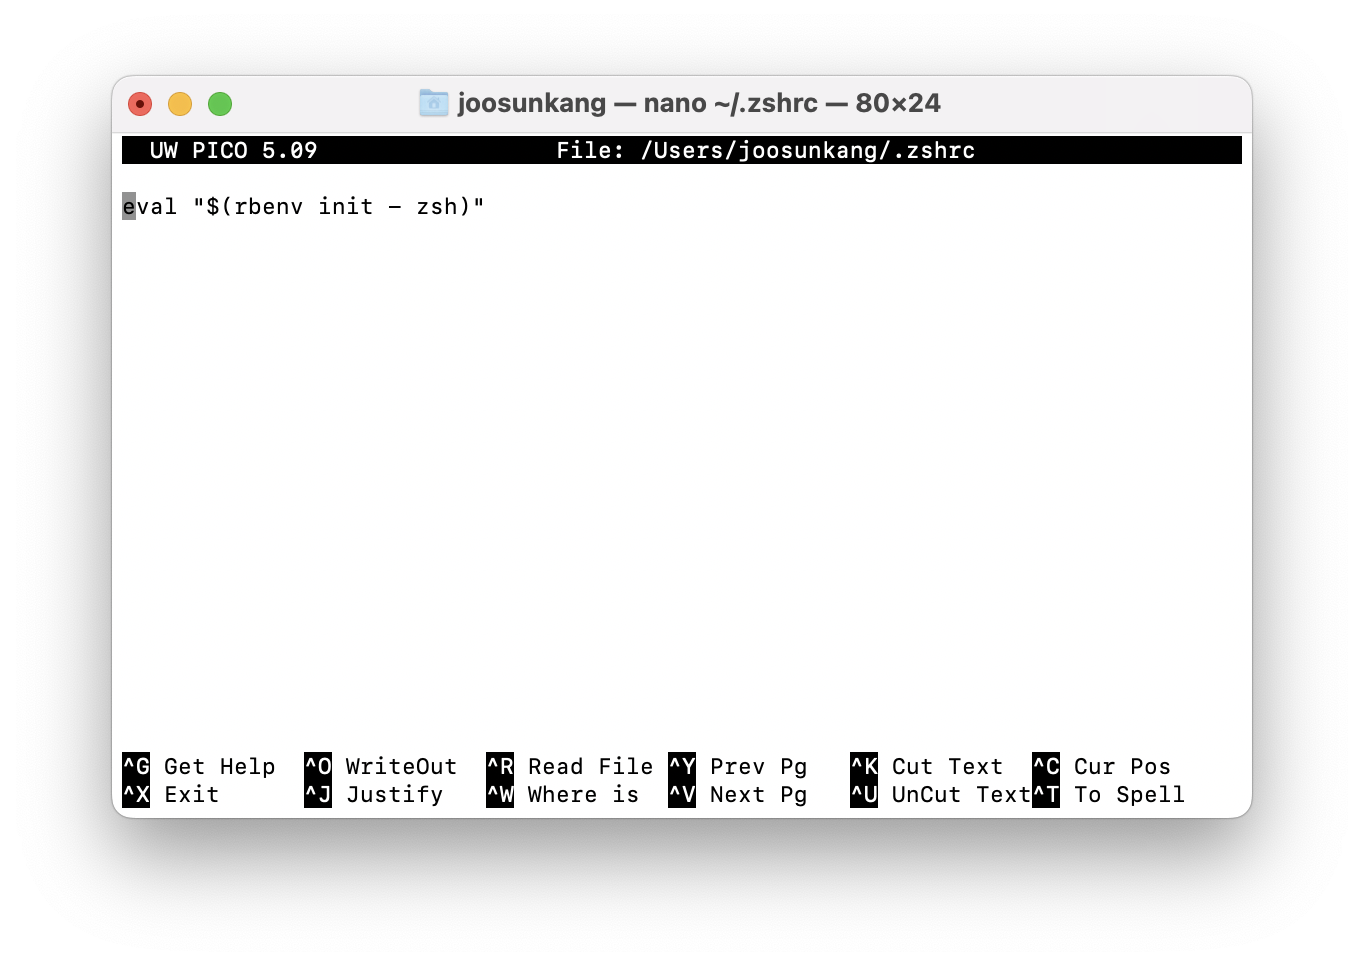 joosunkang — nano ~/.zshrc — 80×24
UW PICO 5.09 File: /Users/joosunkang/.zshrc
eval "$(rbenv init - zsh)"
^G Get Help ^O WriteOut ^R Read File ^Y Prev Pg ^K Cut Text ^C Cur Pos
^X Exit ^J Justify ^W Where is ^V Next Pg ^U UnCut Text^T To Spell